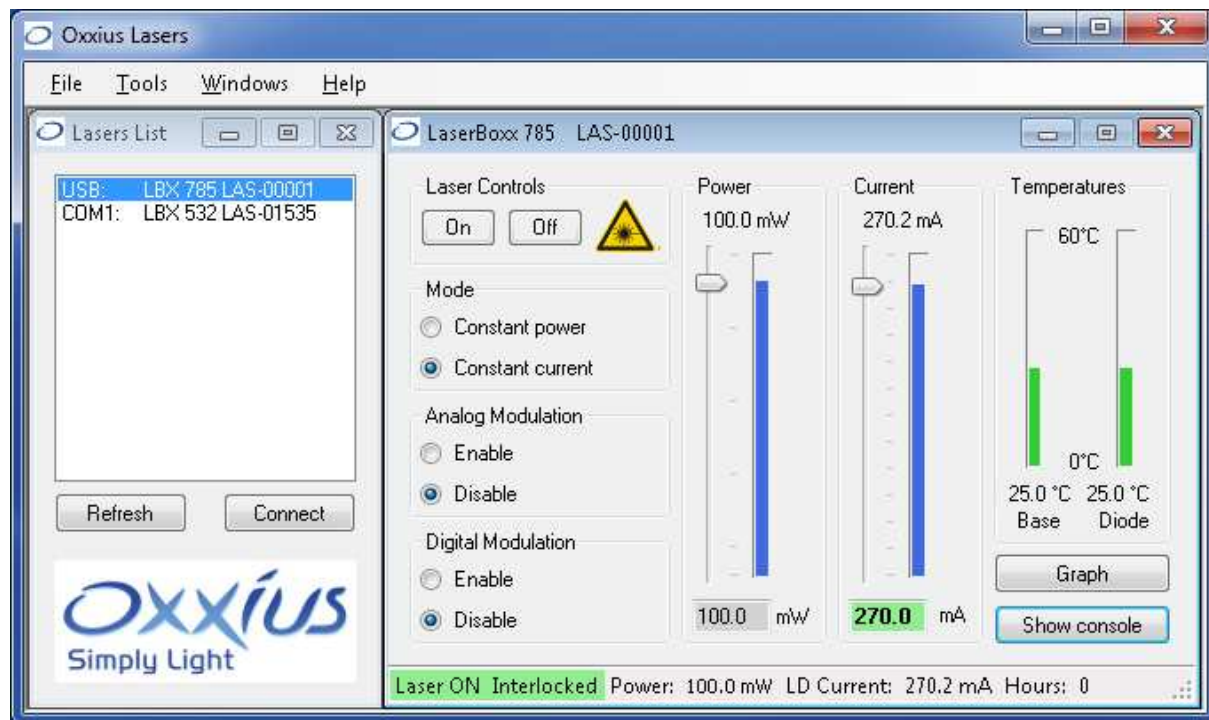 Oxxius Lasers
File Tools Windows Help
Lasers List
USB: LBX 785 LAS-00001
COM1: LBX 532 LAS-01535
Refresh Connect
Oxxius
Simply Light
LaserBoxx 785 LAS-00001
Laser Controls
On Off
Mode
Constant power
Constant current
Analog Modulation
Enable
Disable
Digital Modulation
Enable
Disable
Power
100.0 mW
100.0 mW
Current
270.2 mA
270.0 mA
Temperatures
60°C
0°C
25.0 °C 25.0 °C
Base Diode
Graph
Show console
Laser ON Interlocked Power: 100.0 mW LD Current: 270.2 mA Hours: 0